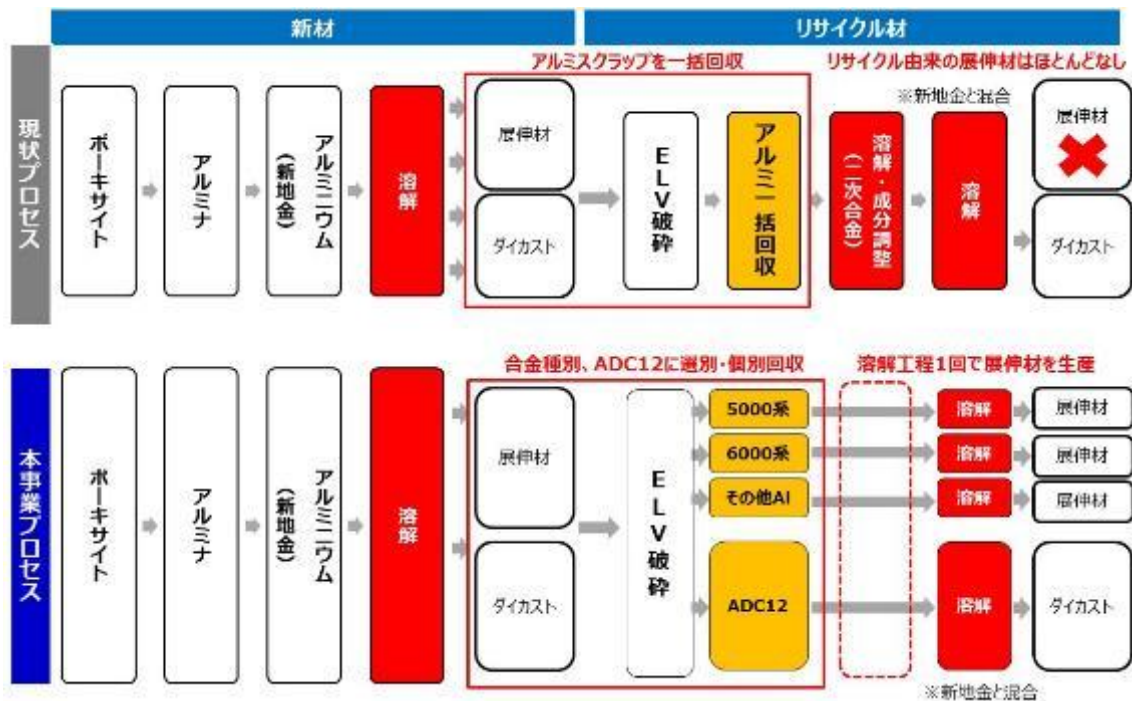 新材
リサイクル材
現状プロセス
アルミスクラップを一括回収
リサイクル由来の展伸材はほとんどなし
※新地金と混合
ボーキサイト
アルミナ
アルミニウム
(新地金)
溶解
展伸材
ダイカスト
ELV破砕
アルミ一括回収
溶解・成分調整
(二次合金)
溶解
展伸材
ダイカスト
本事業プロセス
合金種別、ADC12に選別・個別回収
溶解工程1回で展伸材を生産
ボーキサイト
アルミナ
アルミニウム
(新地金)
溶解
展伸材
ダイカスト
ELV破砕
5000系
溶解
展伸材
6000系
溶解
展伸材
その他Al
溶解
展伸材
ADC12
溶解
ダイカスト
※新地金と混合